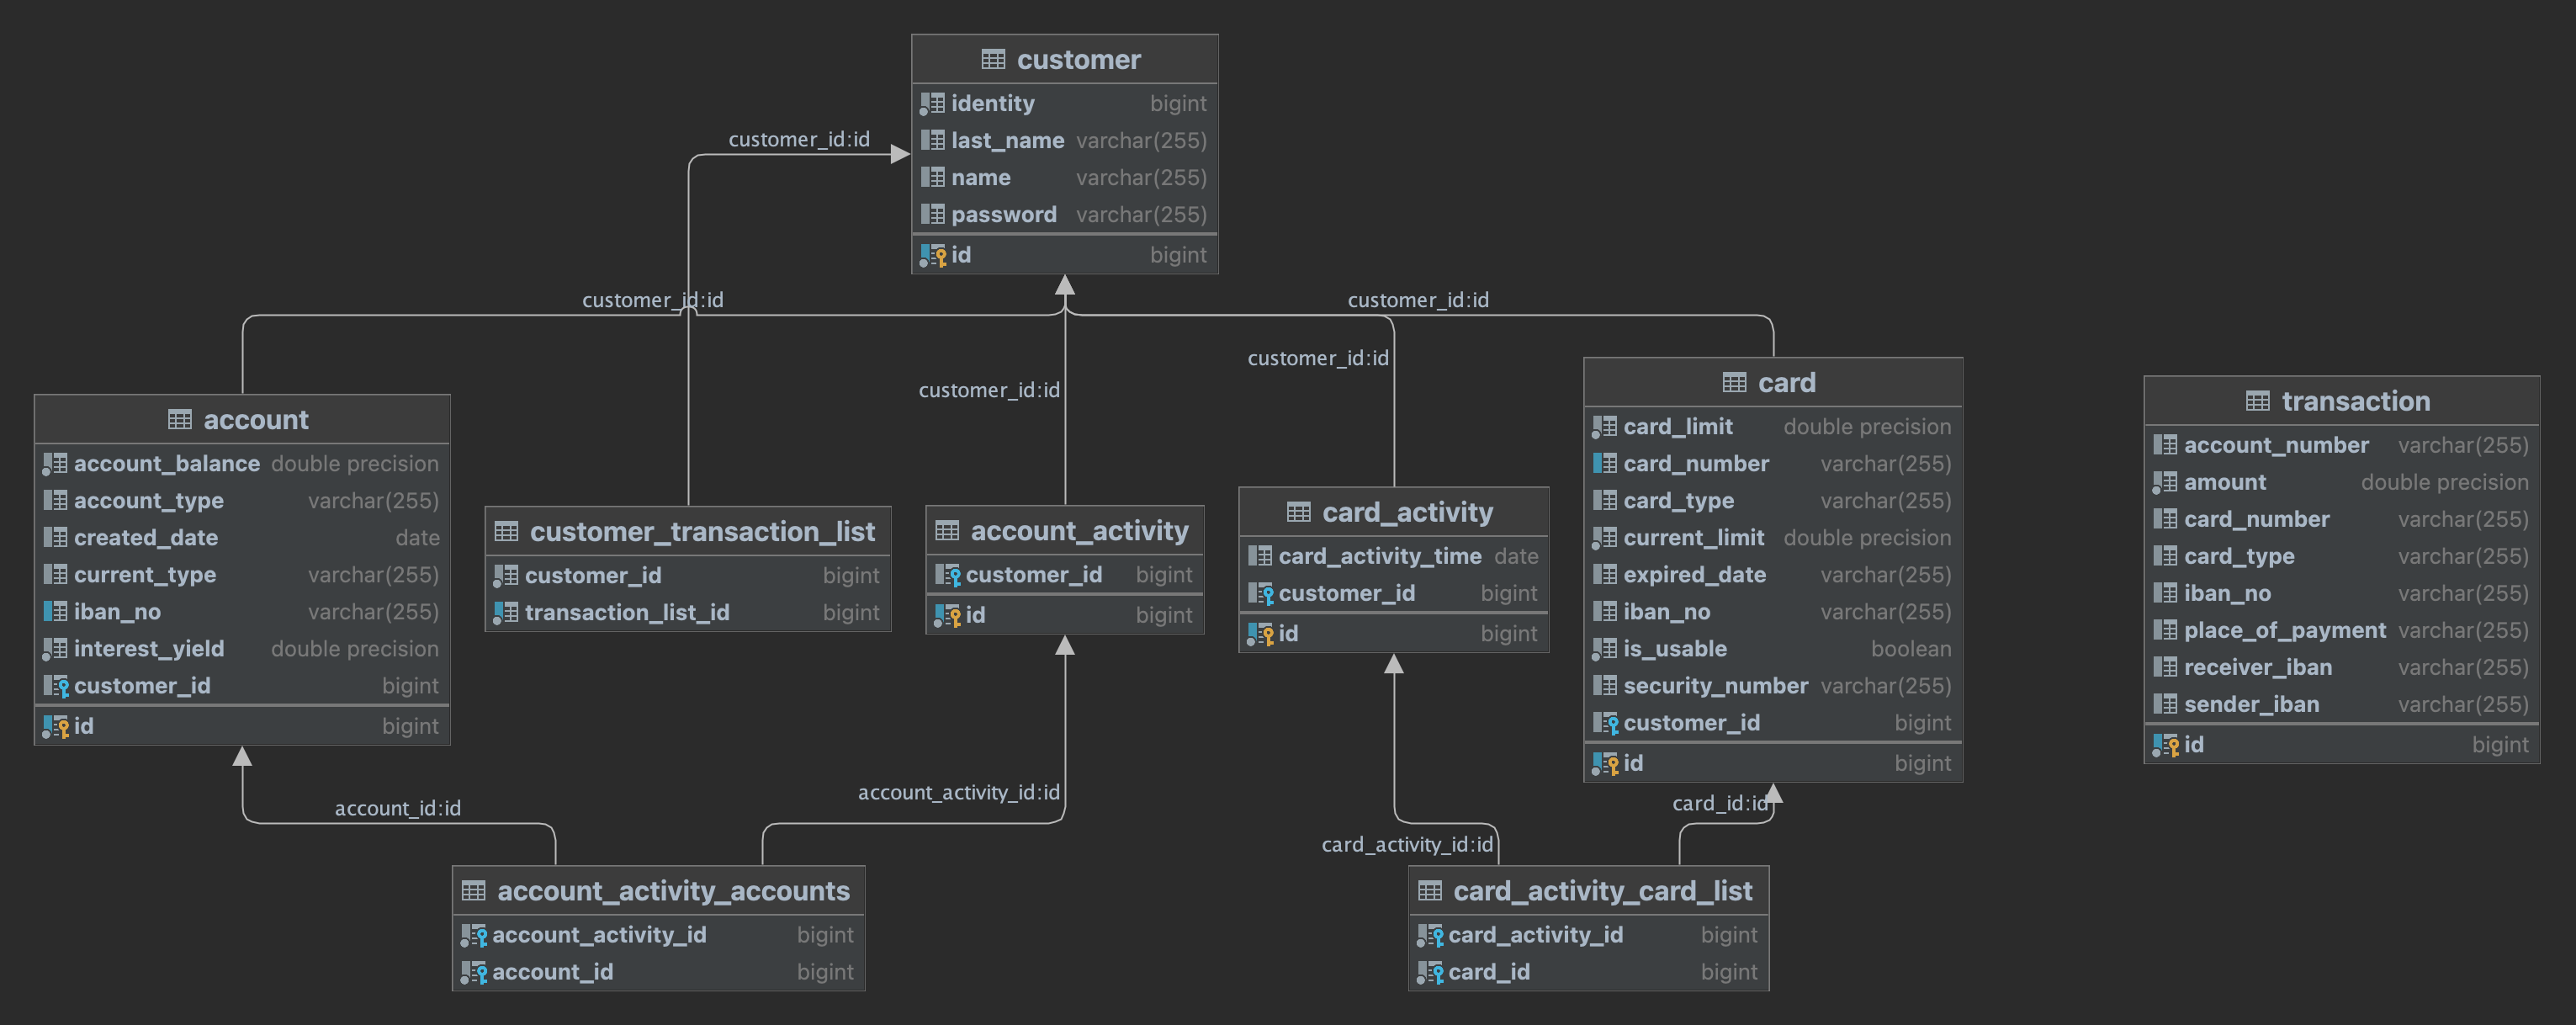 customer
identity bigint
last_name varchar(255)
name varchar(255)
password varchar(255)
id bigint
customer_id:id
customer_id:id
customer_id:id
customer_id:id
customer_id:id
account
account_balance double precision
account_type varchar(255)
created_date date
current_type varchar(255)
iban_no varchar(255)
interest_yield double precision
customer_id bigint
id bigint
customer_transaction_list
customer_id bigint
transaction_list_id bigint
account_activity
customer_id bigint
id bigint
card_activity
card_activity_time date
customer_id bigint
id bigint
card
card_limit double precision
card_number varchar(255)
card_type varchar(255)
current_limit double precision
expired_date varchar(255)
iban_no varchar(255)
is_usable boolean
security_number varchar(255)
customer_id bigint
id bigint
transaction
account_number varchar(255)
amount double precision
card_number varchar(255)
card_type varchar(255)
iban_no varchar(255)
place_of_payment varchar(255)
receiver_iban varchar(255)
sender_iban varchar(255)
id bigint
account_id:id
account_activity_id:id
card_activity_id:id
card_id:id
account_activity_accounts
account_activity_id bigint
account_id bigint
card_activity_card_list
card_activity_id bigint
card_id bigint